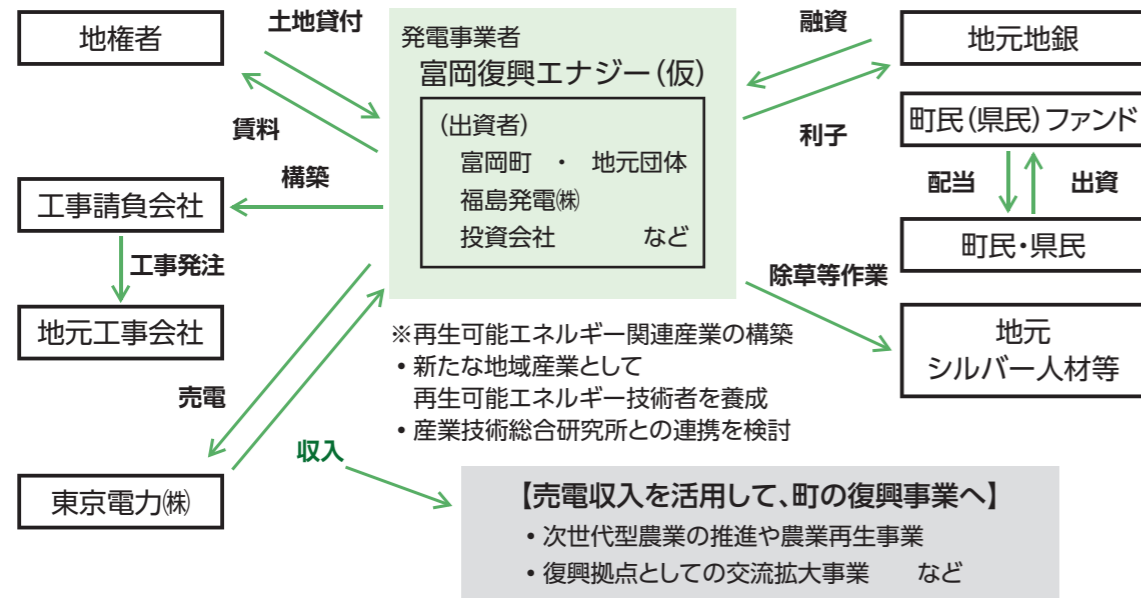 地権者
土地貸付
賃料
発電事業者
富岡復興エナジー(仮)
(出資者)
富岡町 ・ 地元団体
福島発電㈱
投資会社 など
融資
利子
地元地銀
町民(県民)ファンド
配当
出資
町民・県民
構築
工事請負会社
工事発注
地元工事会社
除草等作業
地元
シルバー人材等
売電
収入
東京電力㈱
※再生可能エネルギー関連産業の構築
・新たな地域産業として
再生可能エネルギー技術者を養成
・産業技術総合研究所との連携を検討
【売電収入を活用して、町の復興事業へ】
・次世代型農業の推進や農業再生事業
・復興拠点としての交流拡大事業 など